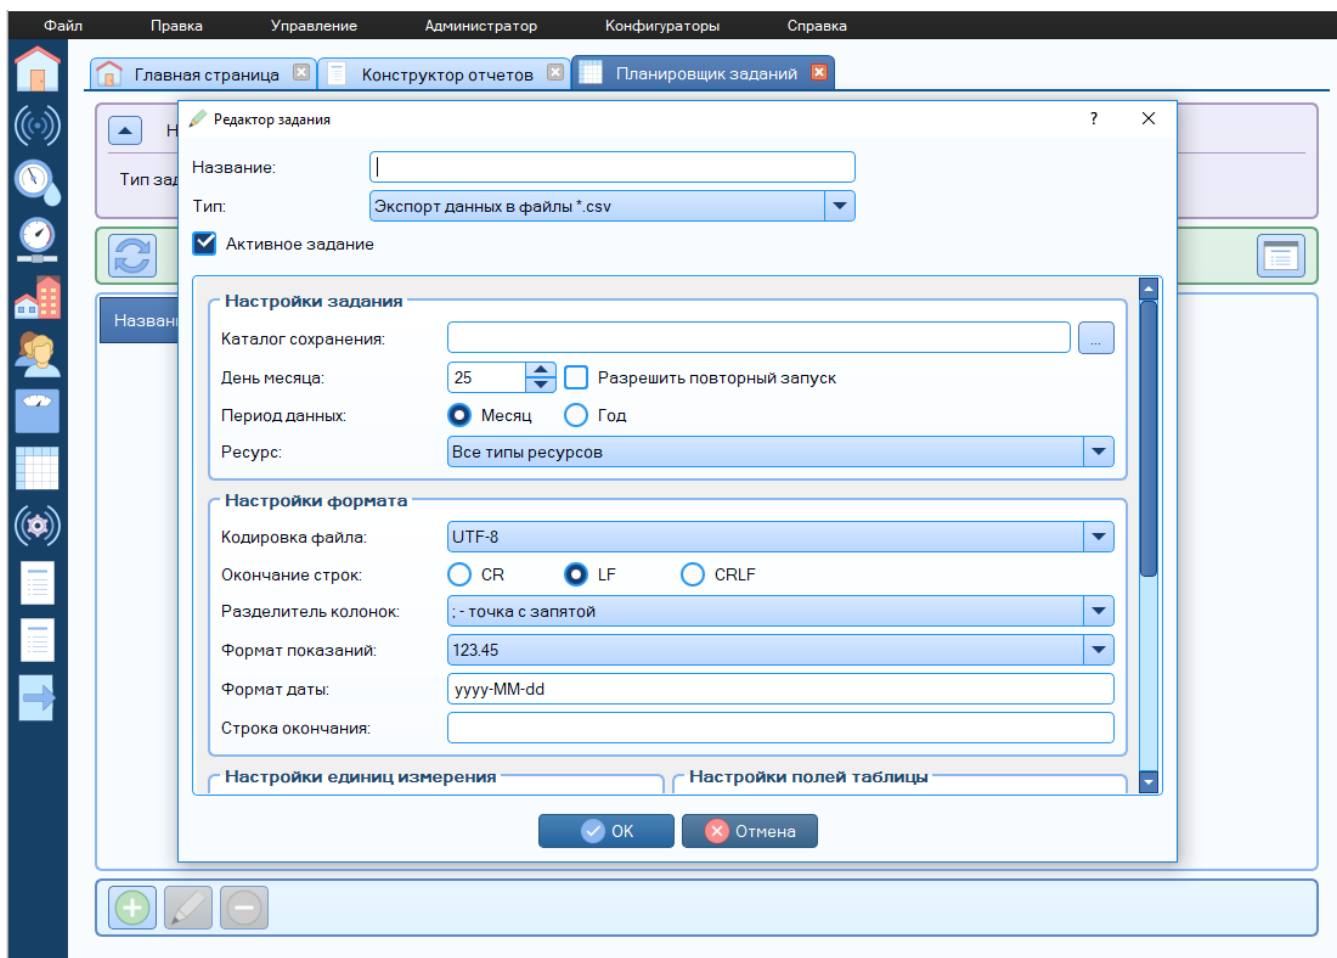 Файл Правка Управление Администратор Конфигураторы Справка
Главная страница Конструктор отчетов Планировщик заданий
Редактор задания ?
Название:
Тип зад
Тип: Экспорт данных в файлы *.csv
Активное задание
Настройки задания
Назван
Каталог сохранения: ...
День месяца: 25 Разрешить повторный запуск
Период данных: Месяц Год
Ресурс: Все типы ресурсов
Настройки формата
Кодировка файла: UTF-8
Окончание строк: CR LF CRLF
Разделитель колонок: ; - точка с запятой
Формат показаний: 123.45
Формат даты: yyyy-MM-dd
Строка окончания:
Настройки единиц измерения Настройки полей таблицы
OK Отмена